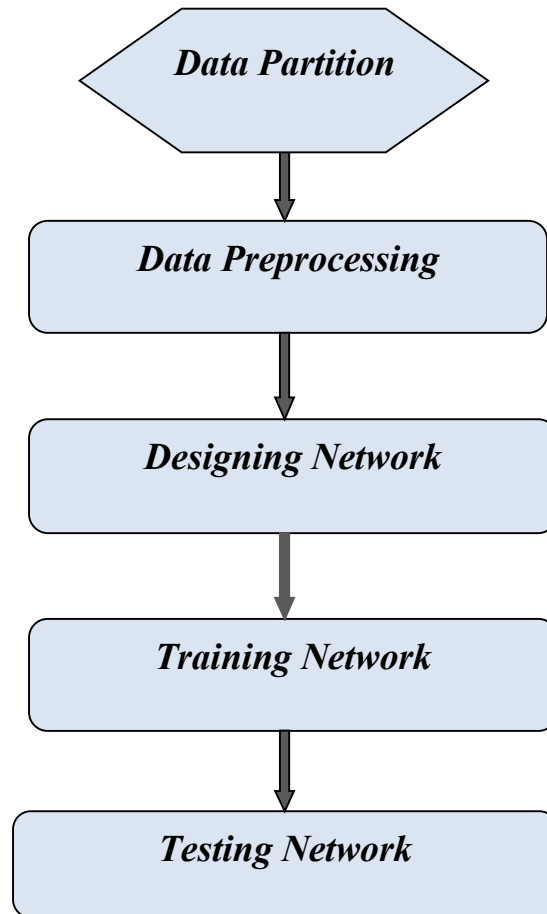 Data Partition
Data Preprocessing
Designing Network
Training Network
Testing Network